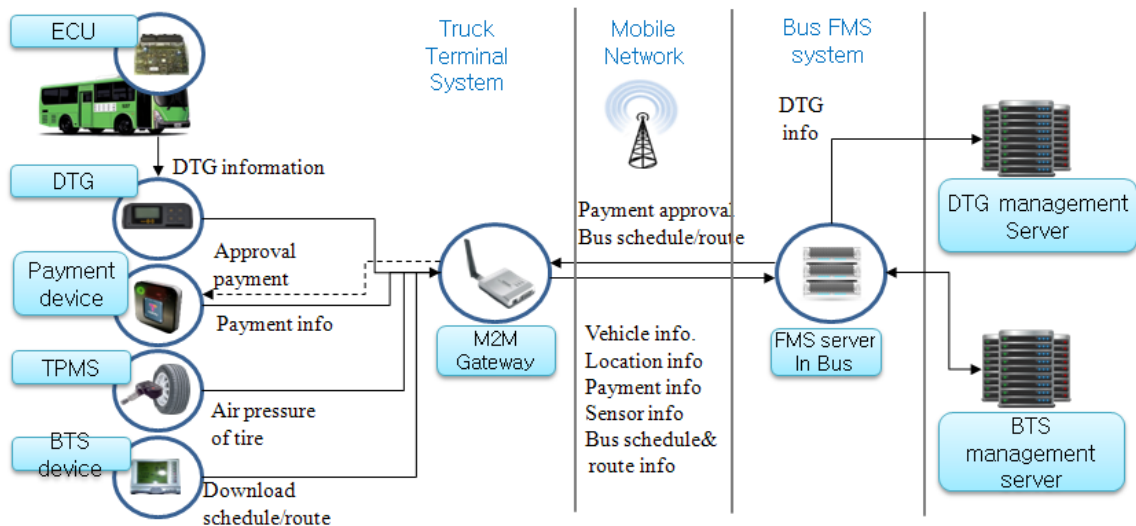 ECU
Truck
Terminal
System
Mobile
Network
Bus FMS
system
DTG
info
DTG information
DTG
DTG management
Server
Approval
payment
Payment approval
Bus schedule/route
Payment
device
Payment info
M2M
Gateway
Vehicle info.
Location info
Payment info
Sensor info
Bus schedule&
route info
FMS server
In Bus
TPMS
Air pressure
of tire
BTS
device
Download
schedule/route
BTS
management
server